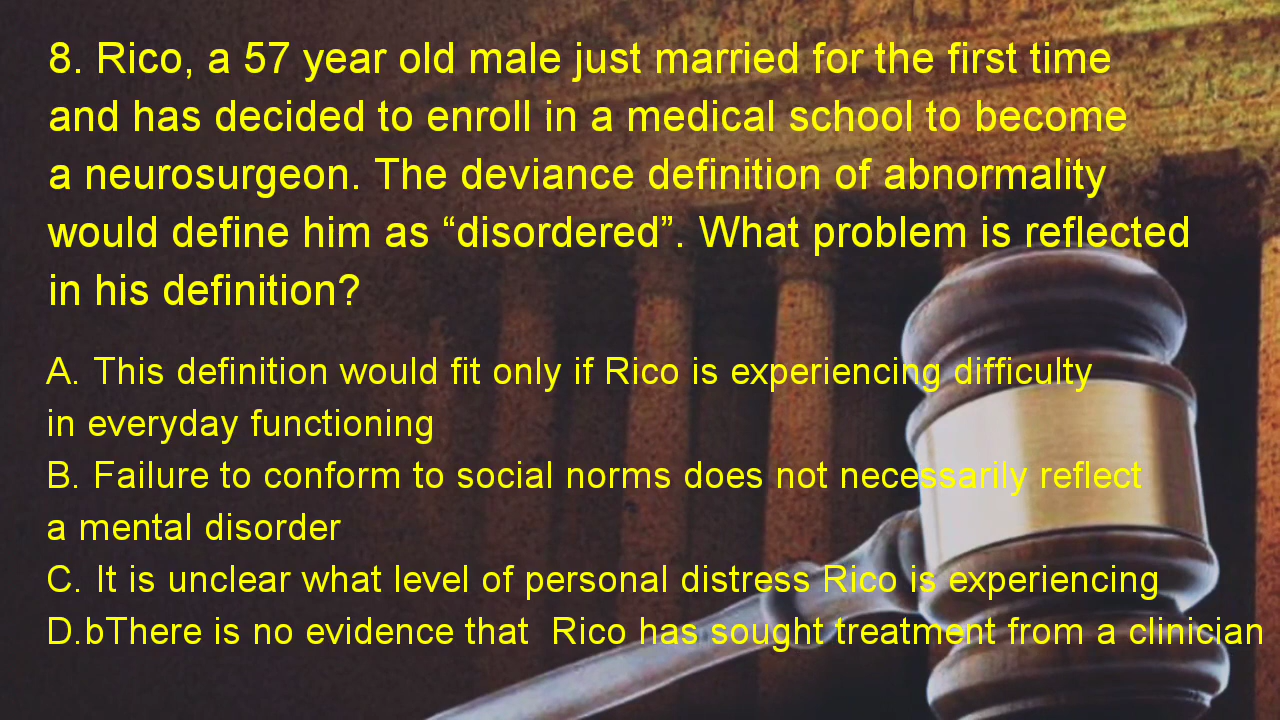 8. Rico, a 57 year old male just married for the first time
and has decided to enroll in a medical school to become
a neurosurgeon. The deviance definition of abnormality
would define him as “disordered”. What problem is reflected
in his definition?
A. This definition would fit only if Rico is experiencing difficulty
in everyday functioning
B. Failure to conform to social norms does not necessarily reflect
a mental disorder
C. It is unclear what level of personal distress Rico is experiencing
D.bThere is no evidence that  Rico has sought treatment from a clinician